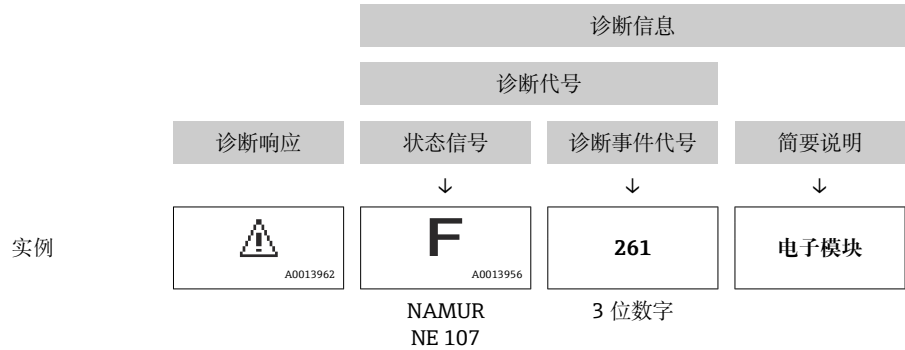 诊断信息
诊断代号
诊断响应 状态信号 诊断事件代号 简要说明
↓ ↓ ↓
实例 F 261 电子模块
A0013962 A0013956
NAMUR 3 位数字
NE 107